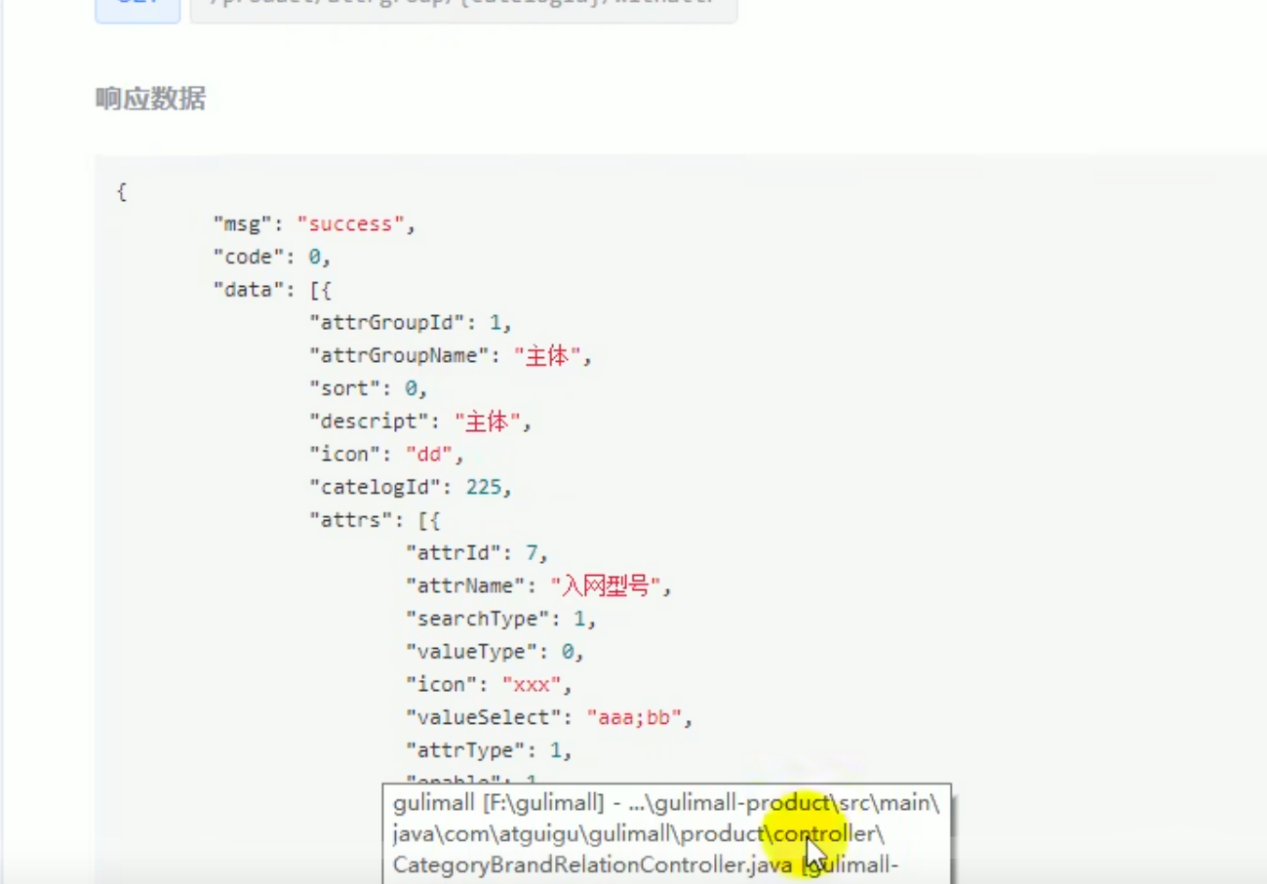 响应数据
{
"msg": "success",
"code": 0,
"data": [{
"attrGroupId": 1,
"attrGroupName": "主体",
"sort": 0,
"descript": "主体",
"icon": "dd",
"catelogId": 225,
"attrs": [{
"attrId": 7,
"attrName": "入网型号",
"searchType": 1,
"valueType": 0,
"icon": "xxx",
"valueSelect": "aaa;bb",
"attrType": 1,
gulimall [F:\gulimall] - ...\gulimall-product\src\main\
java\com\atguigu\gulimall\product\controller\
CategoryBrandRelationController.java [gulimall-